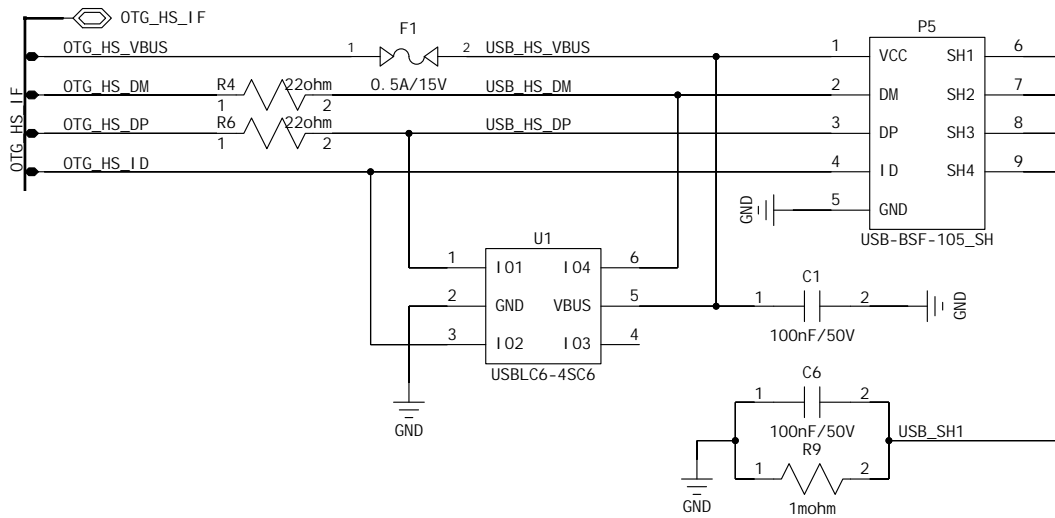 OTG_HS_IF
P5
OTG_HS_VBUS 1 F1 2 USB_HS_VBUS 1 VCC SH1 6
0.5A/15V
OTG_HS_DM R4 22ohm 1 2 USB_HS_DM 2 DM SH2 7
OTG_HS_DP R6 22ohm 1 2 USB_HS_DP 3 DP SH3 8
OTG_HS_ID 4 ID SH4 9
OTG_HS_IF
GND 5 GND
USB-BSF-105_SH
U1
1 IO1 IO4 6
2 GND VBUS 5
3 IO2 IO3 4
USBLC6-4SC6
GND
C1
1 2 GND
100nF/50V
C6
1 2
100nF/50V
USB_SH1
R9
1 2
1mohm
GND